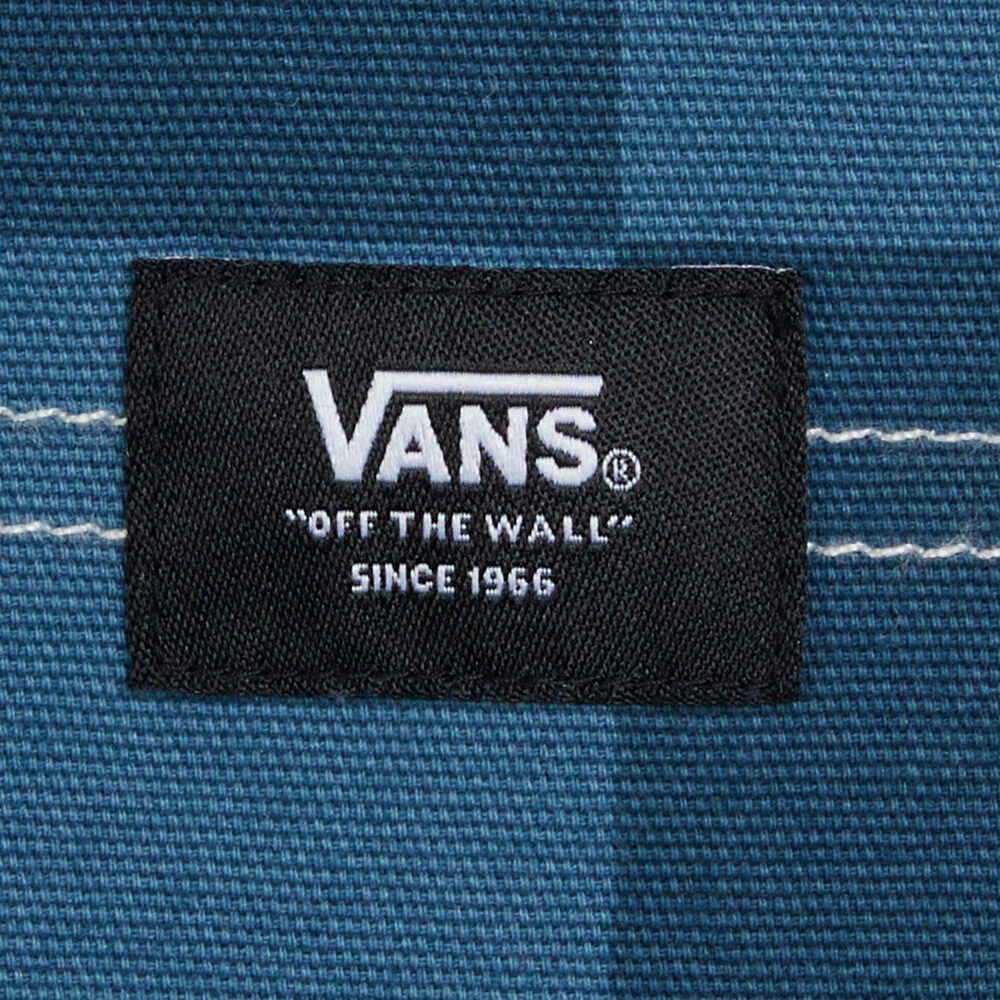 VANS®
"OFF THE WALL"
SINCE 1966